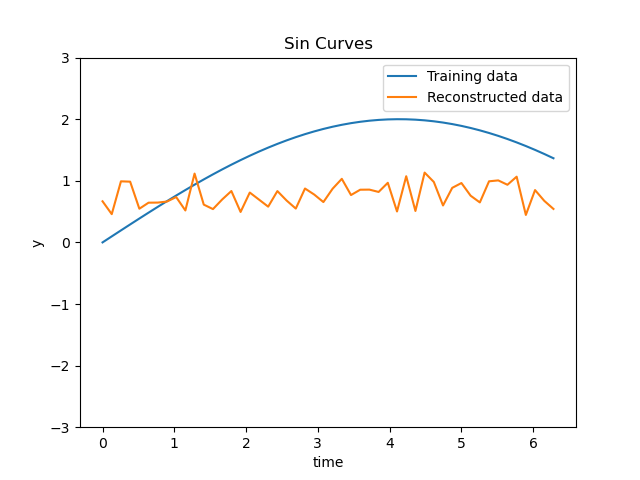 Sin Curves
Training data
Reconstructed data
3
2
1
0
−1
−2
−3
y
0 1 2 3 4 5 6
time